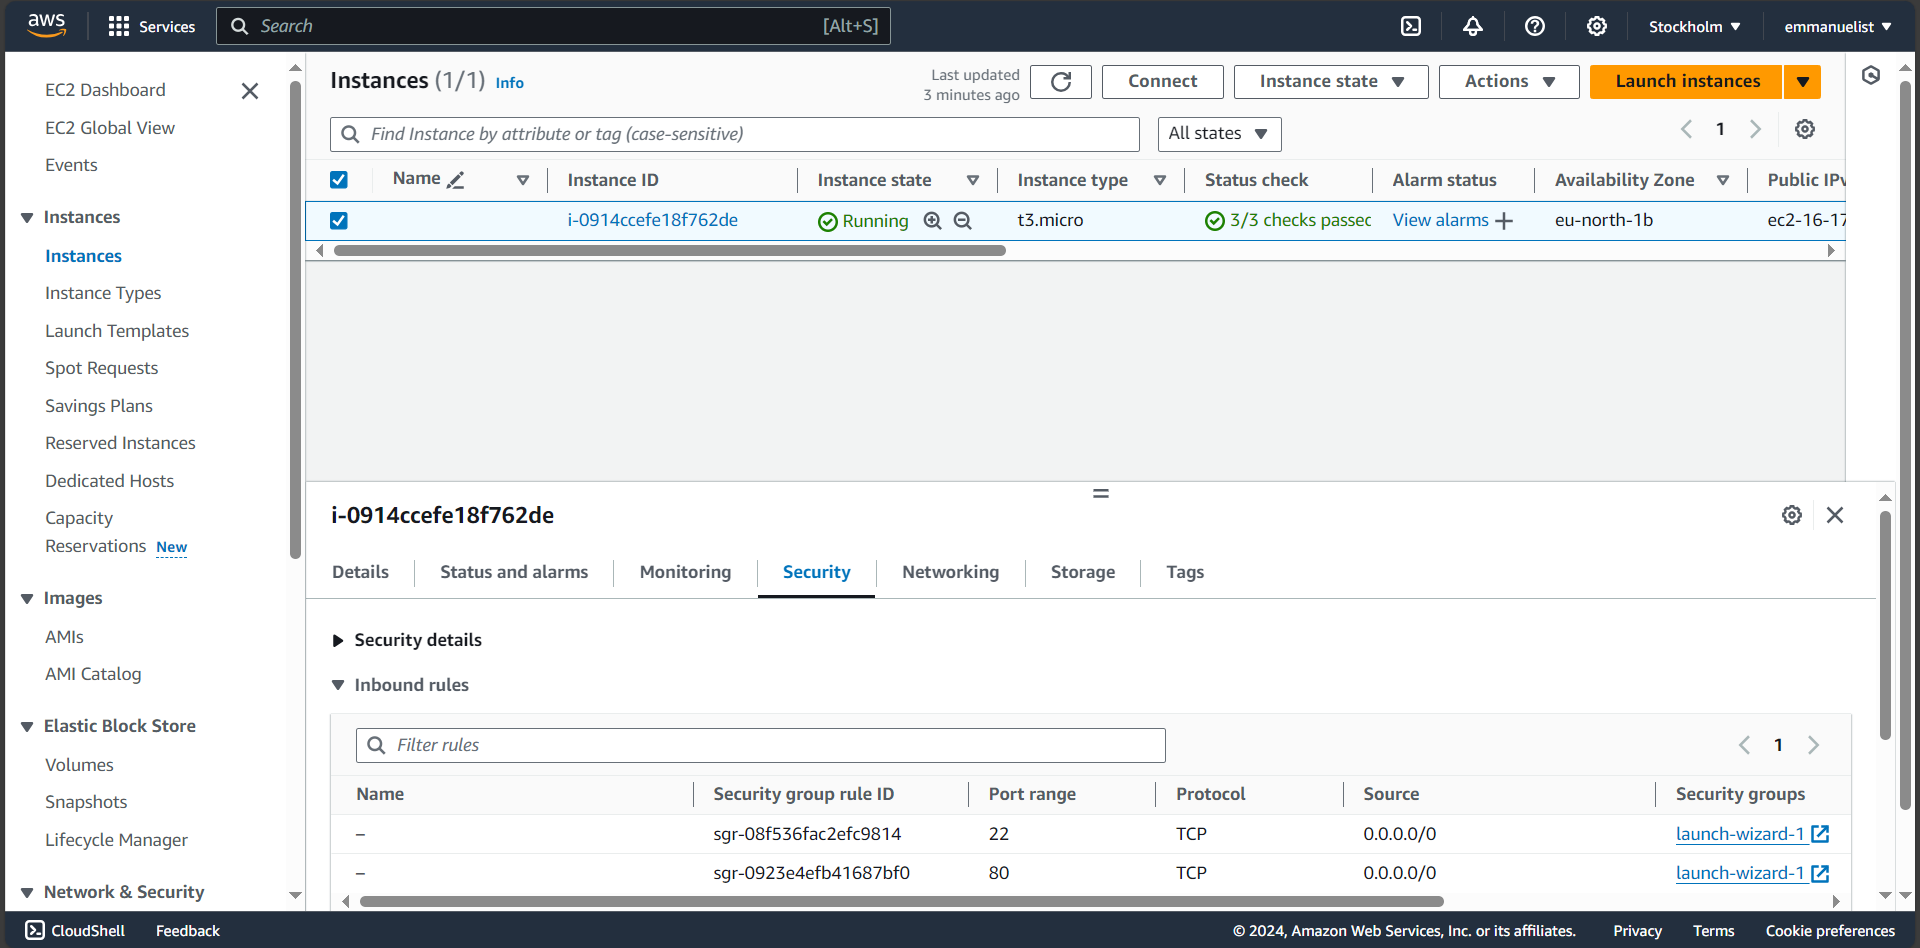 aws
Services
Search
[Alt+S]
Stockholm
emmanuelist
EC2 Dashboard
EC2 Global View
Events
Instances
Instances
Instance Types
Launch Templates
Spot Requests
Savings Plans
Reserved Instances
Dedicated Hosts
Capacity
Reservations New
Images
AMIs
AMI Catalog
Elastic Block Store
Volumes
Snapshots
Lifecycle Manager
Network & Security
Instances (1/1) Info
Last updated
3 minutes ago
Connect
Instance state
Actions
Launch instances
Find Instance by attribute or tag (case-sensitive)
All states
1
Name Instance ID Instance state Instance type Status check Alarm status Availability Zone Public IPv
i-0914ccefe18f762de Running t3.micro 3/3 checks passec View alarms eu-north-1b ec2-16-17
i-0914ccefe18f762de
Details Status and alarms Monitoring Security Networking Storage Tags
Security details
Inbound rules
Filter rules
1
Name Security group rule ID Port range Protocol Source Security groups
– sgr-08f536fac2efc9814 22 TCP 0.0.0.0/0 launch-wizard-1
– sgr-0923e4efb41687bf0 80 TCP 0.0.0.0/0 launch-wizard-1
CloudShell Feedback © 2024, Amazon Web Services, Inc. or its affiliates. Privacy Terms Cookie preferences